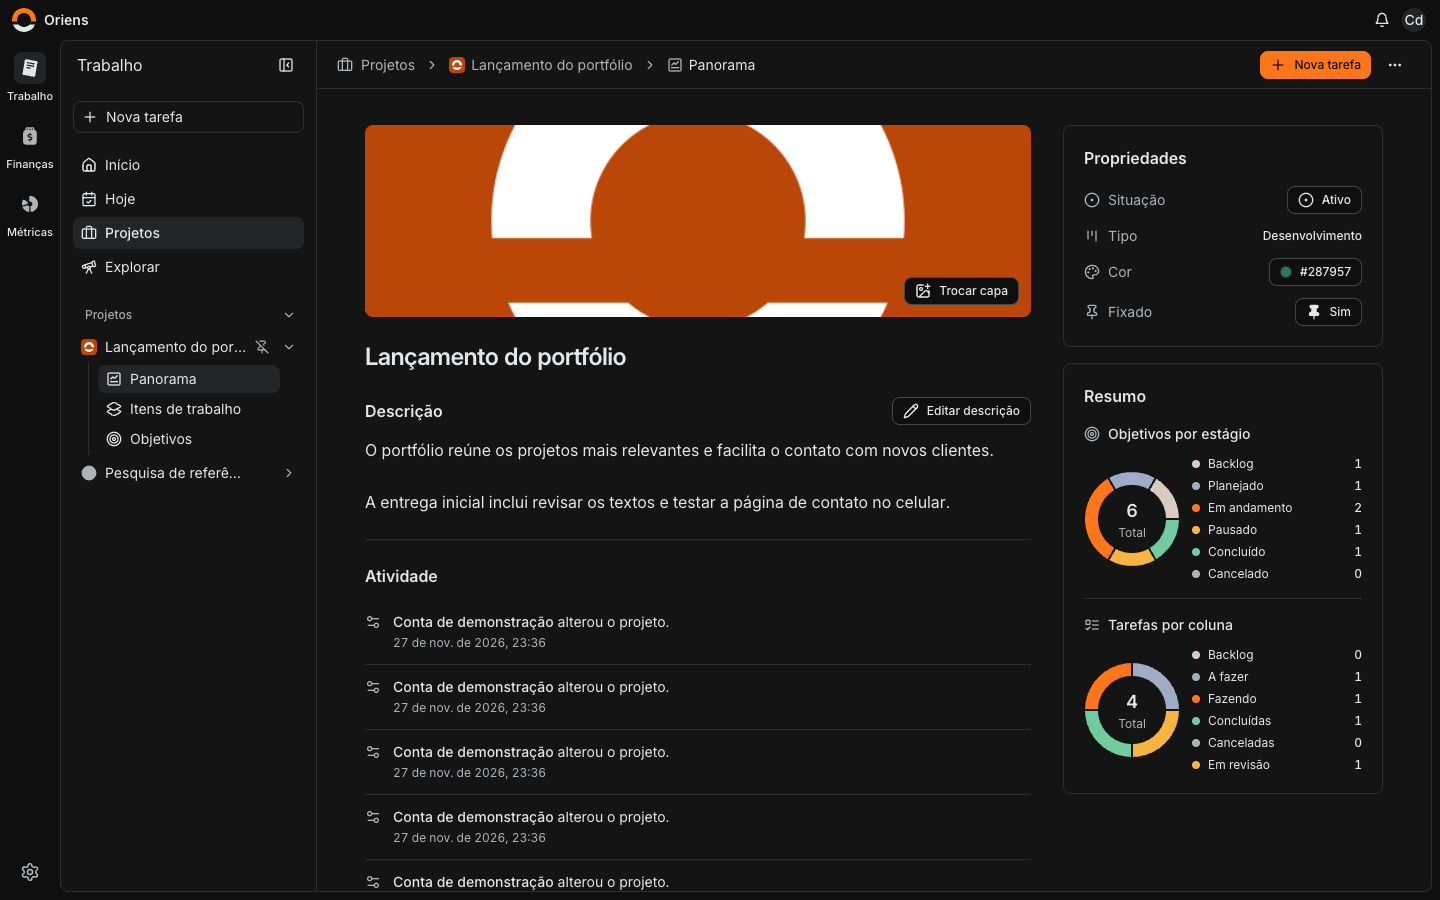 Oriens
Cd
Trabalho
Finanças
Métricas
Trabalho
Nova tarefa
Início
Hoje
Projetos
Explorar
Projetos
Lançamento do por...
Panorama
Itens de trabalho
Objetivos
Pesquisa de referê...
Projetos
Lançamento do portfólio
Panorama
Nova tarefa
Trocar capa
Lançamento do portfólio
Descrição
Editar descrição
O portfólio reúne os projetos mais relevantes e facilita o contato com novos clientes.
A entrega inicial inclui revisar os textos e testar a página de contato no celular.
Atividade
Conta de demonstração alterou o projeto.
27 de nov. de 2026, 23:36
Conta de demonstração alterou o projeto.
27 de nov. de 2026, 23:36
Conta de demonstração alterou o projeto.
27 de nov. de 2026, 23:36
Conta de demonstração alterou o projeto.
27 de nov. de 2026, 23:36
Conta de demonstração alterou o projeto.
Propriedades
Situação Ativo
Tipo Desenvolvimento
Cor #287957
Fixado Sim
Resumo
Objetivos por estágio
6
Total
Backlog 1
Planejado 1
Em andamento 2
Pausado 1
Concluído 1
Cancelado 0
Tarefas por coluna
4
Total
Backlog 0
A fazer 1
Fazendo 1
Concluídas 1
Canceladas 0
Em revisão 1